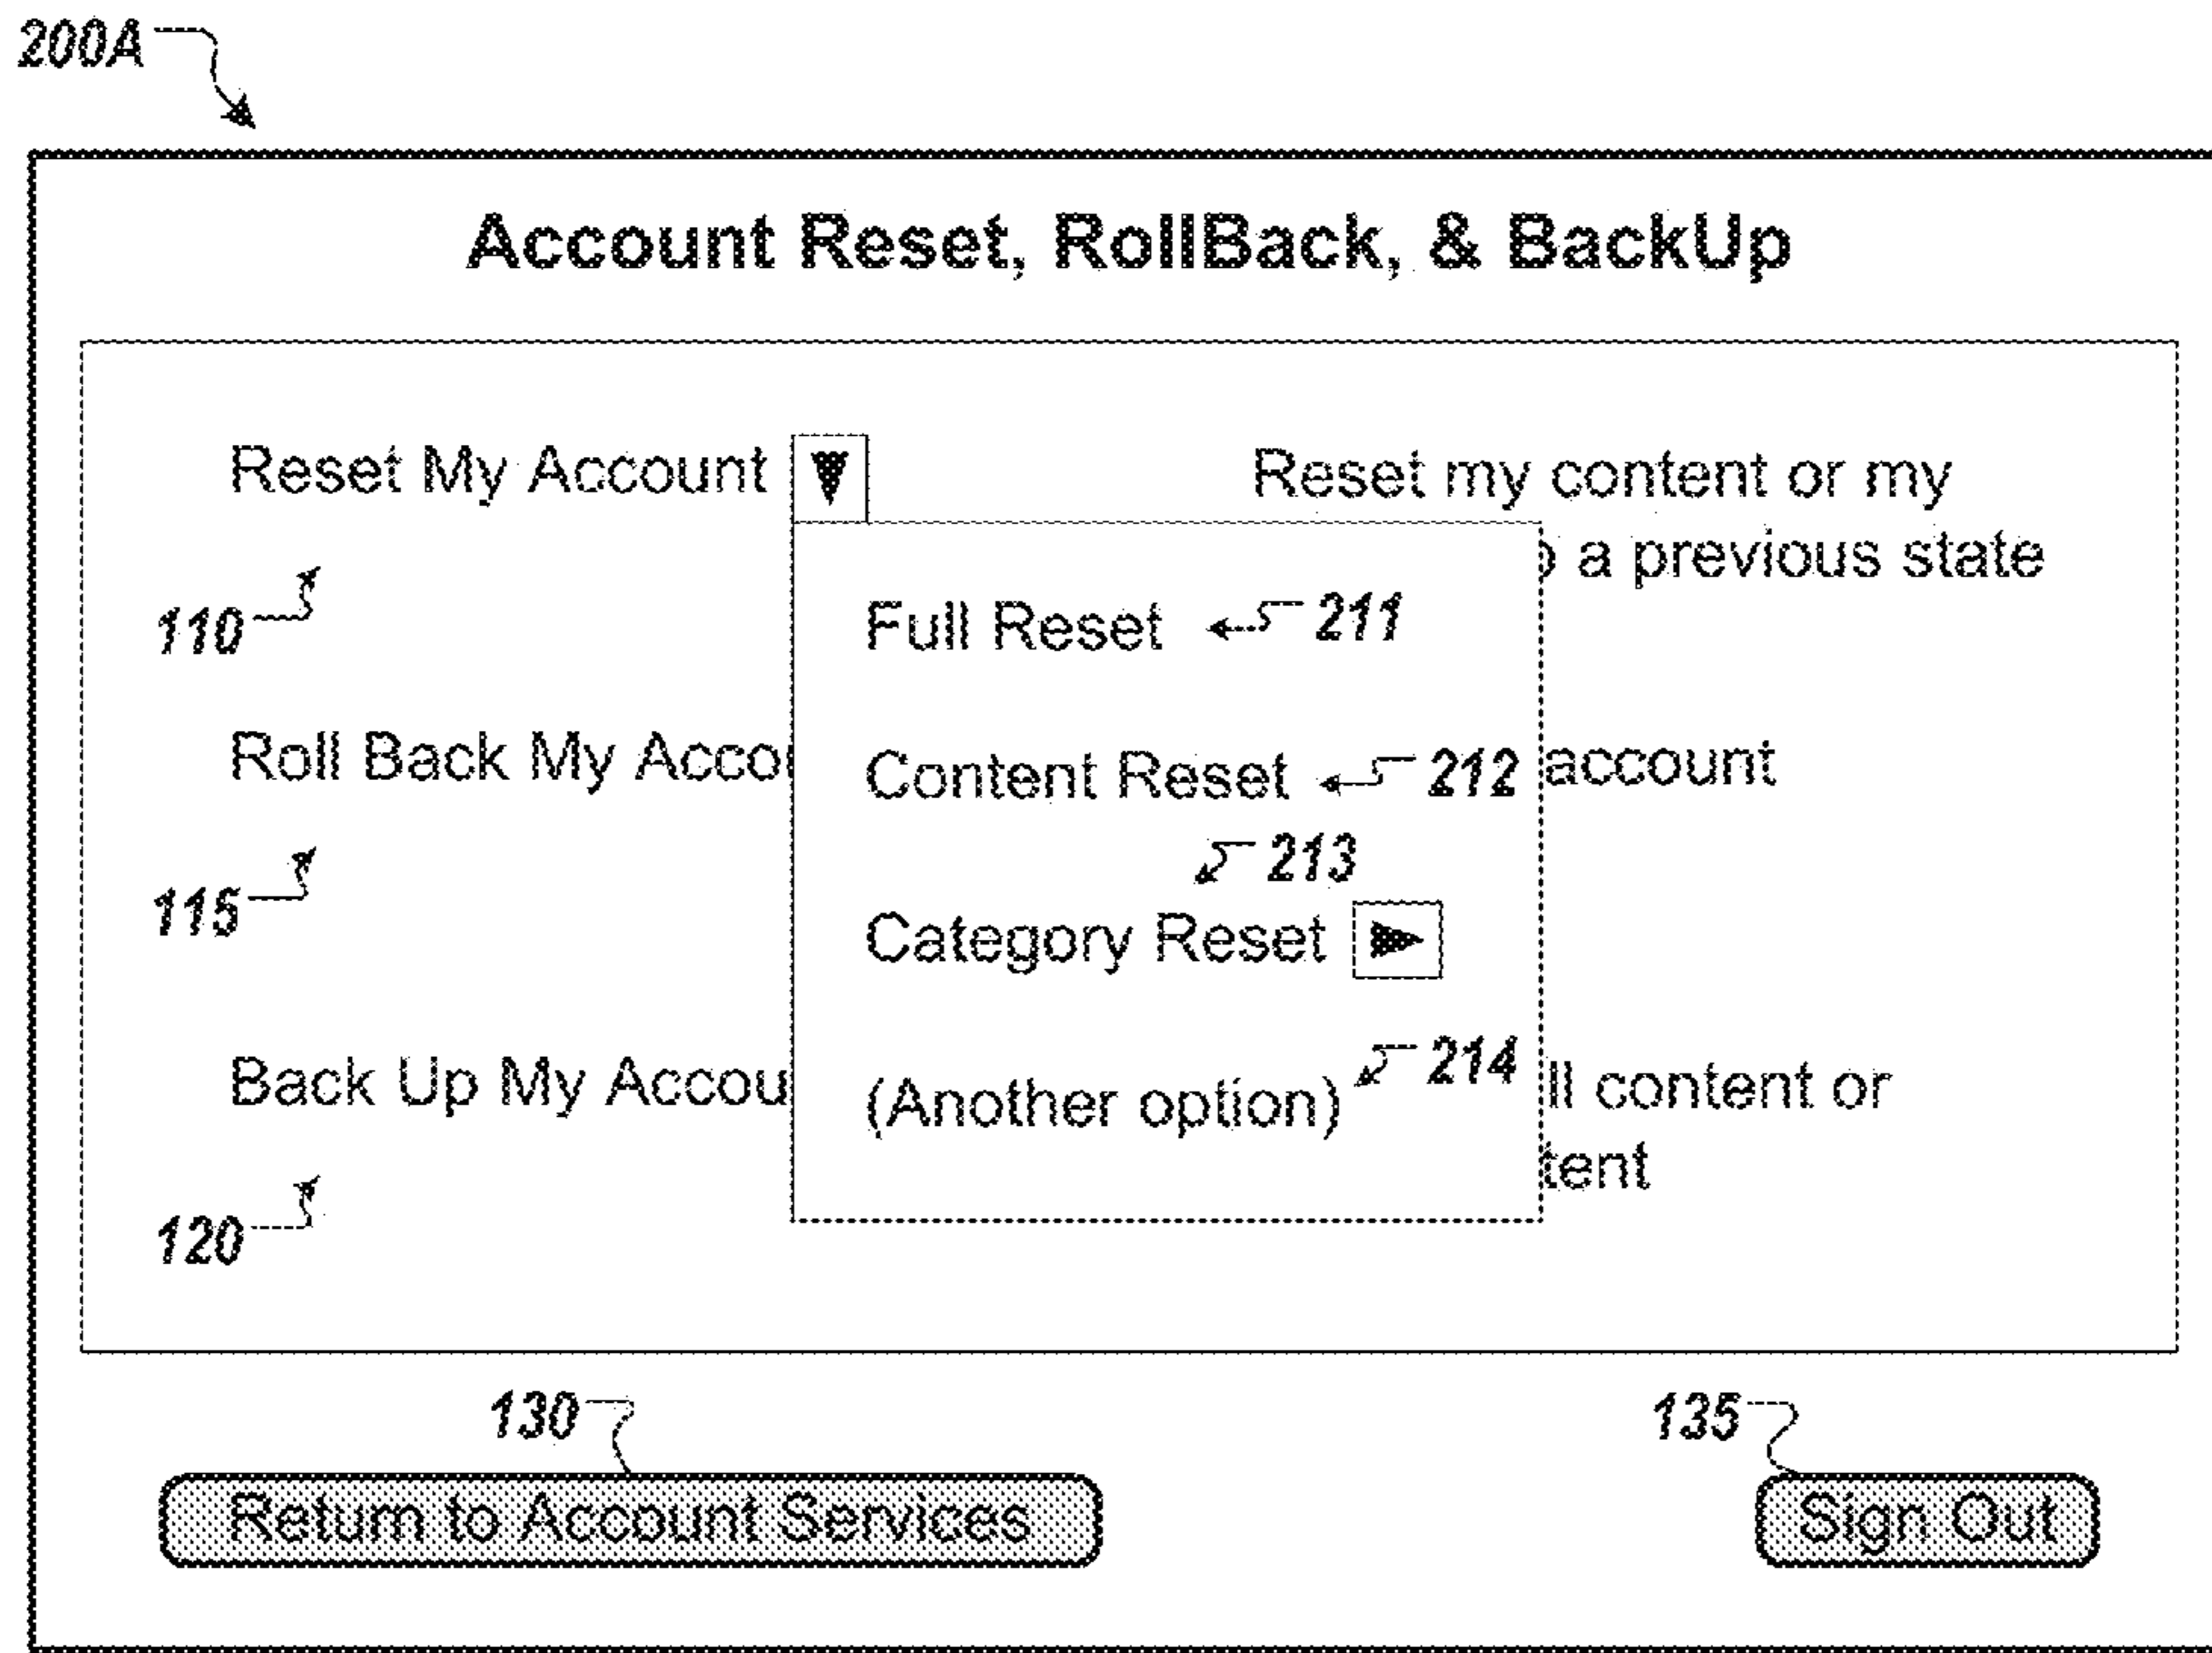 200A
Account Reset, RollBack, & BackUp
Reset My Account Reset my content or my
a previous state
110
Full Reset 211
Roll Back My Accou account
Content Reset 212
213
115
Category Reset
Back Up My Accou ll content or
(Another option) 214
tent
120
130 135
Return to Account Services Sign Out